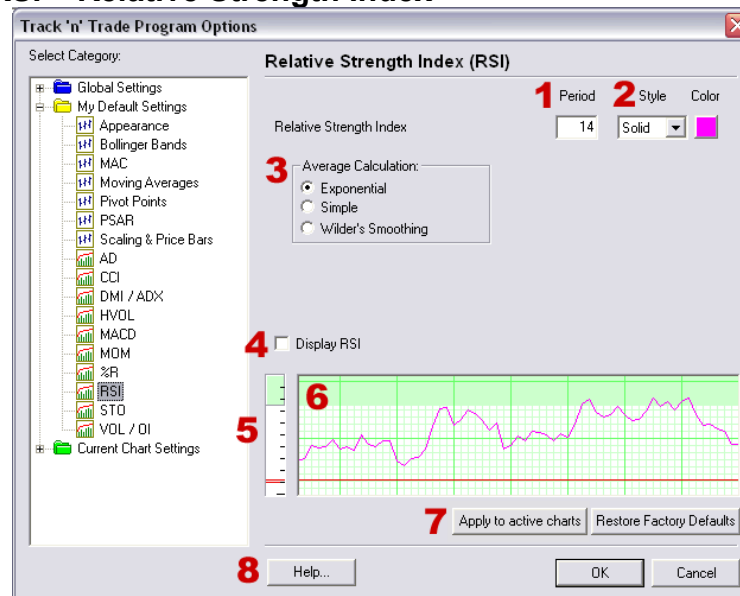 RSI - Relative Strength Index
Track 'n' Trade Program Options
Select Category:
Global Settings
My Default Settings
Appearance
Bollinger Bands
MAC
Moving Averages
Pivot Points
PSAR
Scaling & Price Bars
AD
CCI
DMI / ADX
HVOL
MACD
MOM
%R
RSI
STO
VOL / OI
Current Chart Settings
Relative Strength Index (RSI)
1 Period 2 Style Color
Relative Strength Index 14 Solid
3 Average Calculation:
Exponential
Simple
Wilder's Smoothing
4 Display RSI
5 6
7 Apply to active charts Restore Factory Defaults
8 Help... OK Cancel